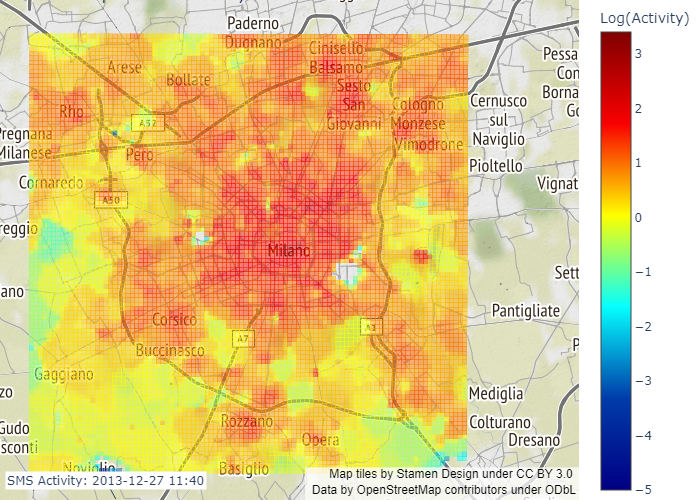 Log(Activity)
Paderno
Dugnano
Cinisello
Balsamo
Arese
Bollate
Sesto
San
Giovanni
Cologno
Monzese
Vimodrone
Pessa
Con
Borna
Go
Cernusco
sul
Naviglio
Rho
A52
Pregnana
Milanese
Pero
Pioltello
Cornaredo
Vignat
A50
reggio
Milano
Sett
ano
Pantigliate
Corsico
A7
A1
Buccinasco
P
Gaggiano
zo
Mediglia
Rozzano
Colturano
Gudo
sconti
Opera
Dresano
Noviglio
Basiglio
SMS Activity: 2013-12-27 11:40
Map tiles by Stamen Design under CC BY 3.0
Data by OpenStreetMap contributors under ODbL
3
2
1
0
−1
−2
−3
−4
−5